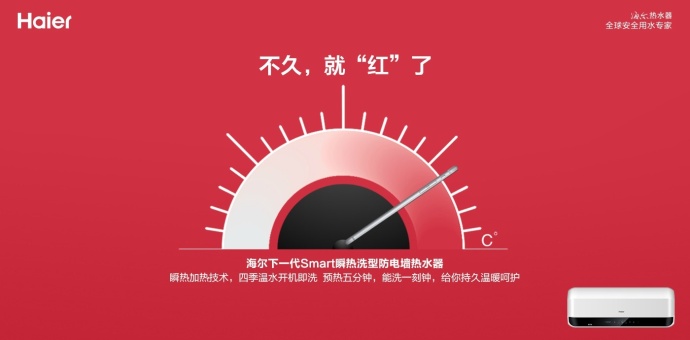 Haier
海尔热水器
全球安全用水专家
不久，就“红”了
C°
海尔下一代Smart瞬热洗型防电墙热水器
瞬热加热技术，四季温水开机即洗 预热五分钟，能洗一刻钟，给你持久温暖呵护